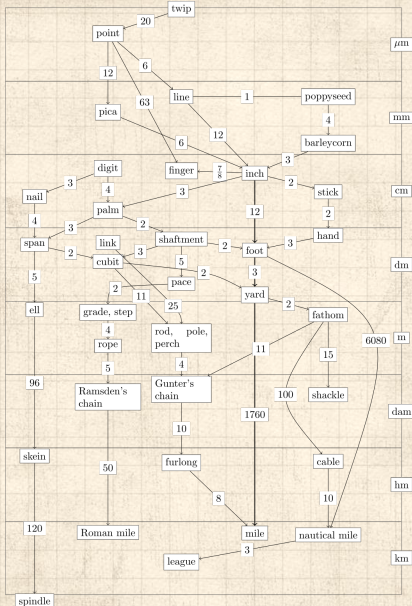 twip
20
point
μm
6
12
63
line
1
poppyseed
pica
4
mm
12
6
barleycorn
3
digit
finger
7/8
inch
3
nail
4
3
2
stick
cm
palm
4
3
2
12
2
span
link
shaftment
hand
2
3
2
foot
3
cubit
5
2
3
dm
5
pace
2
11
25
yard
2
ell
grade, step
fathom
4
rod, pole,
perch
11
6080
m
rope
15
5
4
Gunter's
chain
96
Ramsden's
chain
100
shackle
1760
dam
10
skein
50
furlong
cable
8
10
hm
120
Roman mile
mile
nautical mile
3
league
km
spindle